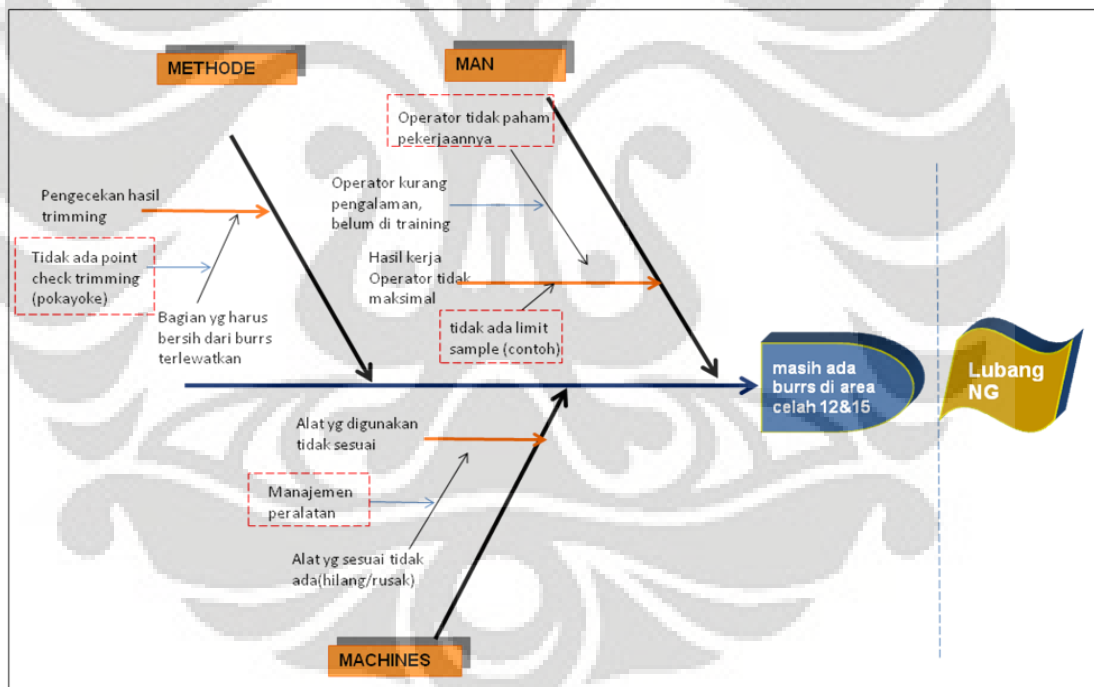 METHODE
MAN
Operator tidak paham
pekerjaannya
Pengecekan hasil
trimming
Operator kurang
pengalaman,
belum di training
Tidak ada point
check trimming
(pokayoke)
Hasil kerja
Operator tidak
maksimal
Bagian yg harus
bersih dari burrs
terlewatkan
tidak ada limit
sample (contoh)
masih ada
burrs di area
celah 12&15
Lubang
NG
Alat yg digunakan
tidak sesuai
Manajemen
peralatan
Alat yg sesuai tidak
ada(hilang/rusak)
MACHINES